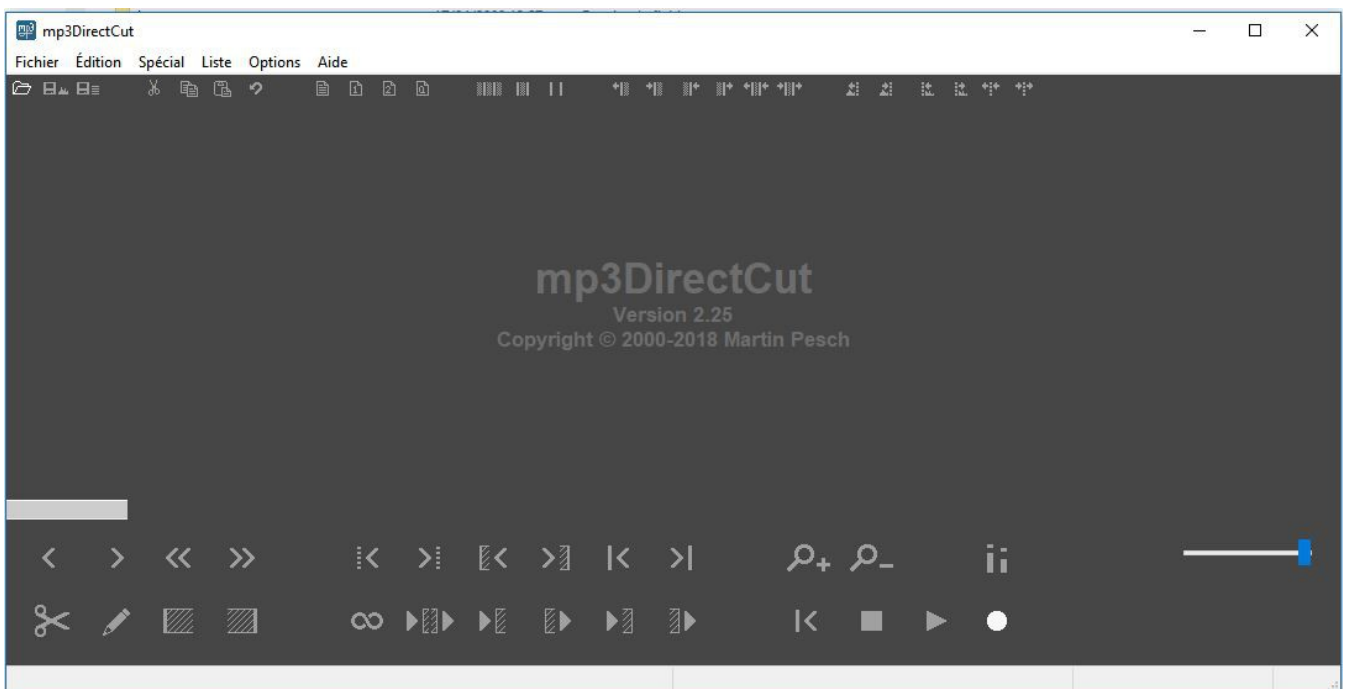 mp3DirectCut
Fichier Édition Spécial Liste Options Aide
mp3DirectCut
Version 2.25
Copyright © 2000-2018 Martin Pesch